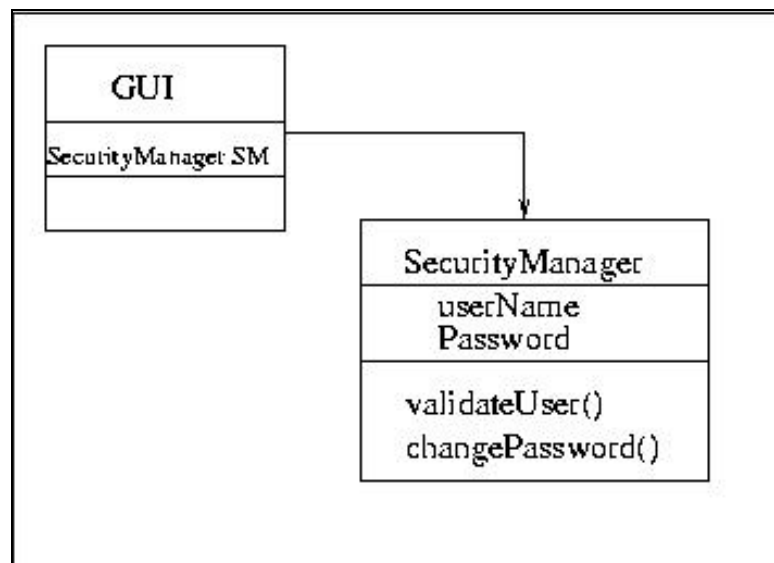 GUI
SecurityManager SM
SecurityManager
userName
Password
validateUser()
changePassword()